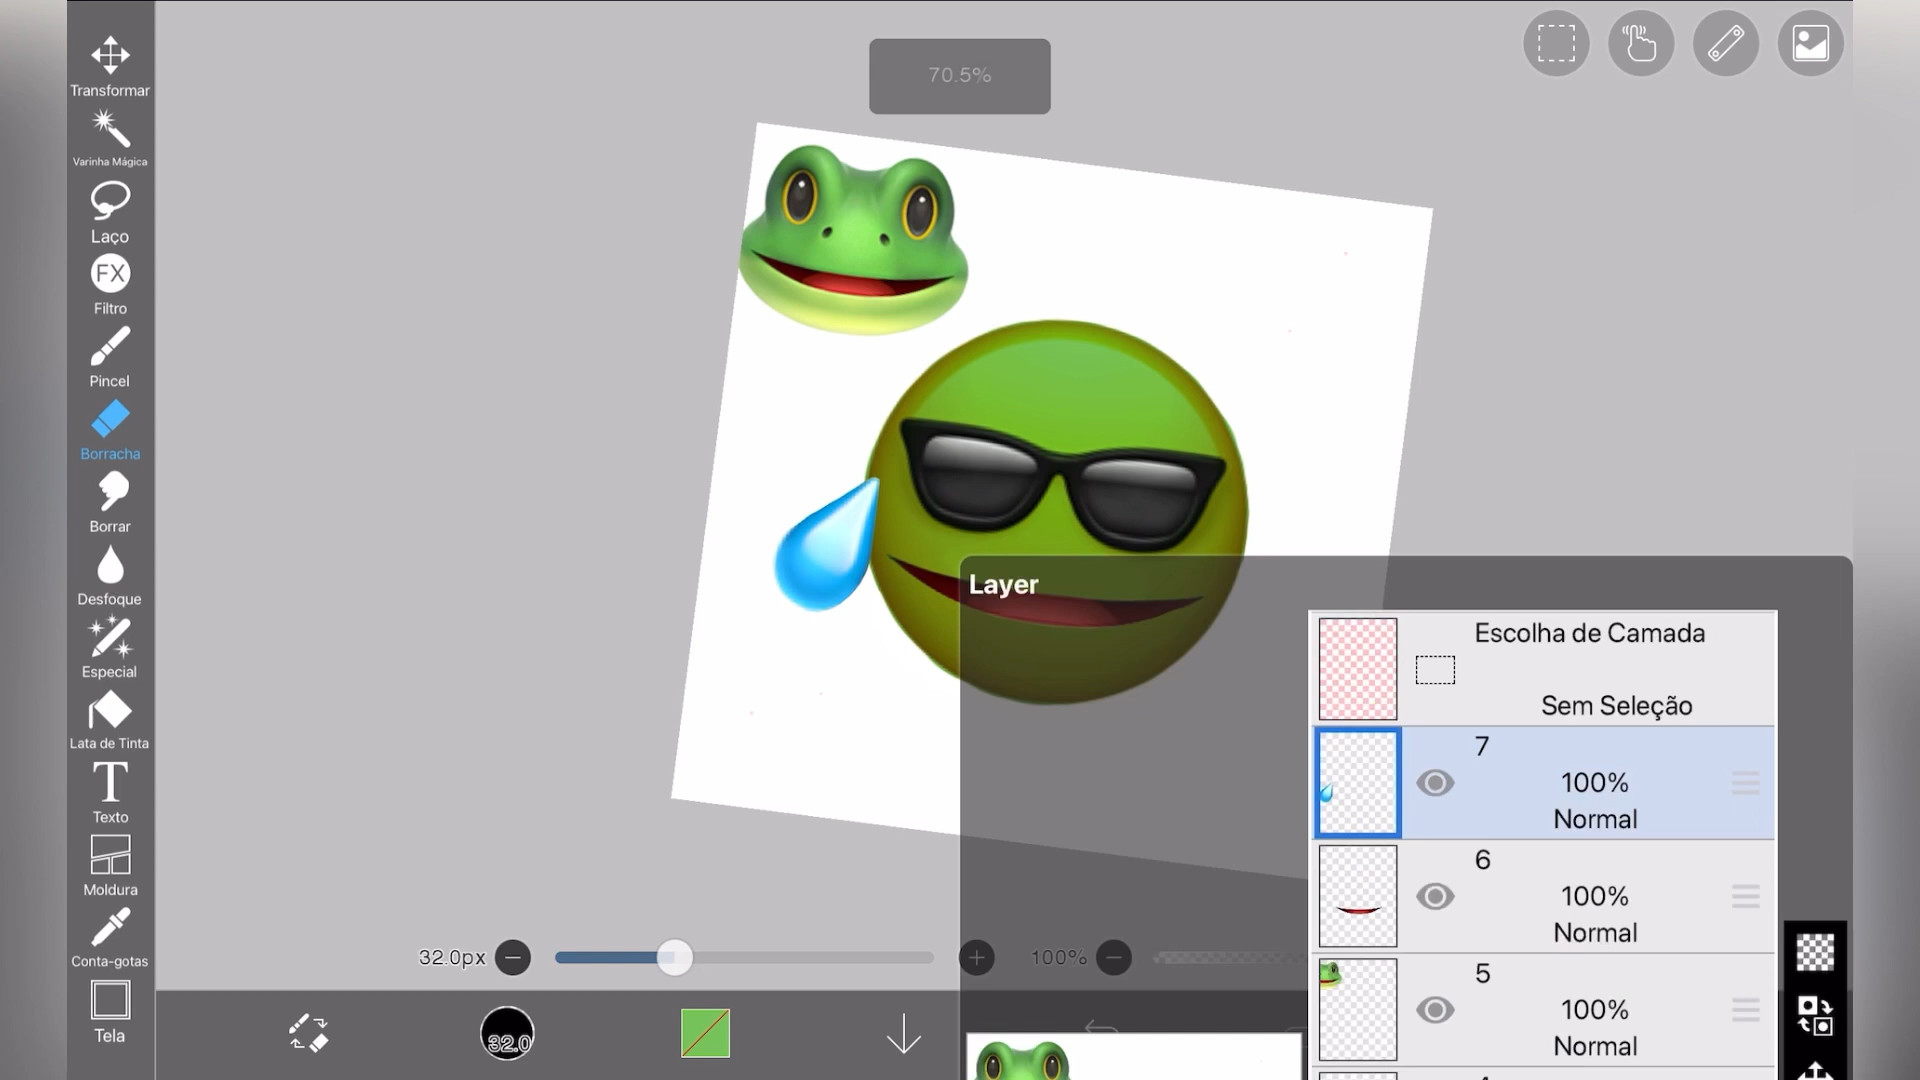 70.5%
Transformar
Varinha Mágica
Laço
FX
Filtro
Pincel
Borracha
Borrar
Desfoque
Especial
Lata de Tinta
T
Texto
Moldura
Conta-gotas
Tela
Layer
Escolha de Camada
Sem Seleção
7
100%
Normal
6
100%
Normal
5
100%
Normal
32.0px
100%
32.0